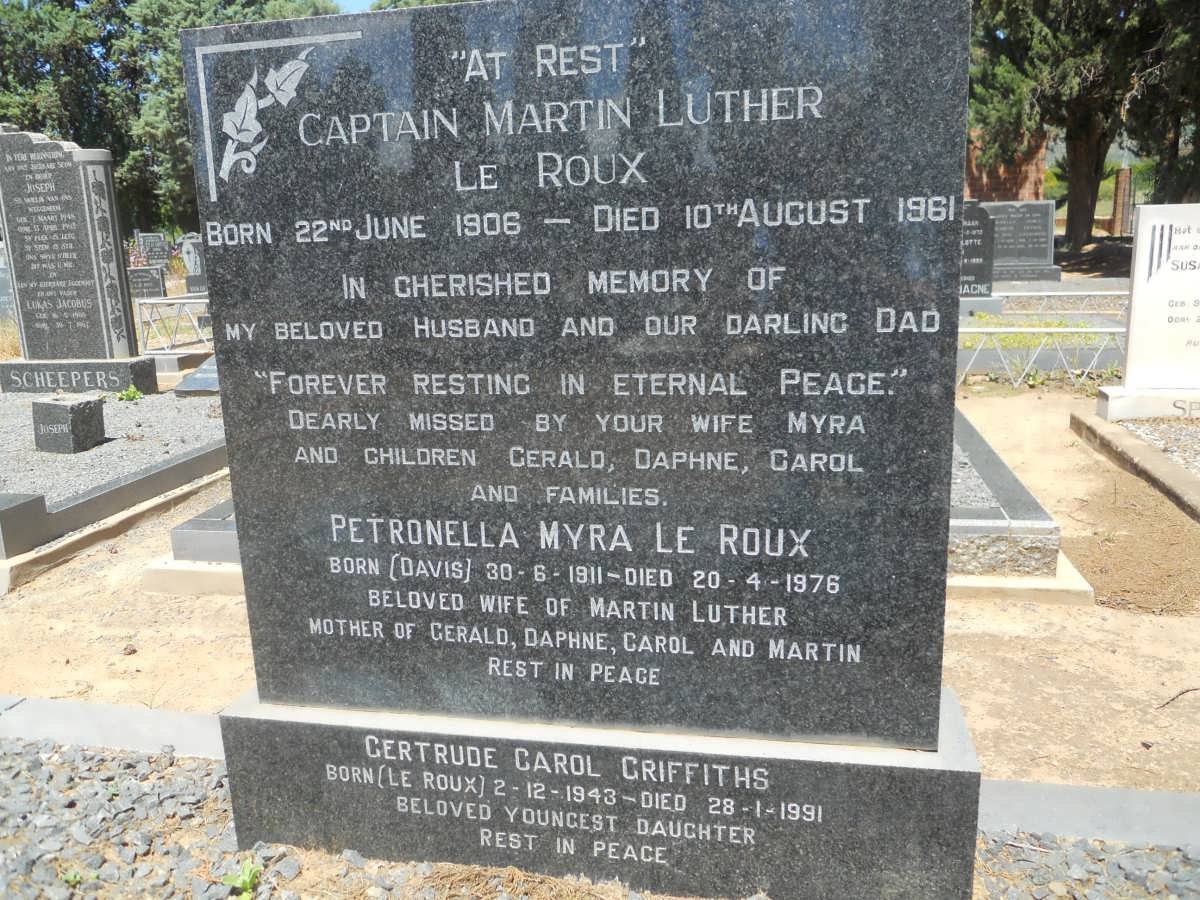 "AT REST"
CAPTAIN MARTIN LUTHER
LE ROUX
BORN 22ND JUNE 1906 — DIED 10TH AUGUST 1961
IN CHERISHED MEMORY OF
MY BELOVED HUSBAND AND OUR DARLING DAD
"FOREVER RESTING IN ETERNAL PEACE."
DEARLY MISSED BY YOUR WIFE MYRA
AND CHILDREN GERALD, DAPHNE, CAROL
AND FAMILIES.
PETRONELLA MYRA LE ROUX
BORN (DAVIS) 30-6-1911—DIED 20-4-1976
BELOVED WIFE OF MARTIN LUTHER
MOTHER OF GERALD, DAPHNE, CAROL AND MARTIN
REST IN PEACE
GERTRUDE CAROL GRIFFITHS
BORN (LE ROUX) 2-12-1943—DIED 28-1-1991
BELOVED YOUNGEST DAUGHTER
REST IN PEACE
JOSEPH
LUKAS JACOBUS
SCHEEPERS
JOSEPH